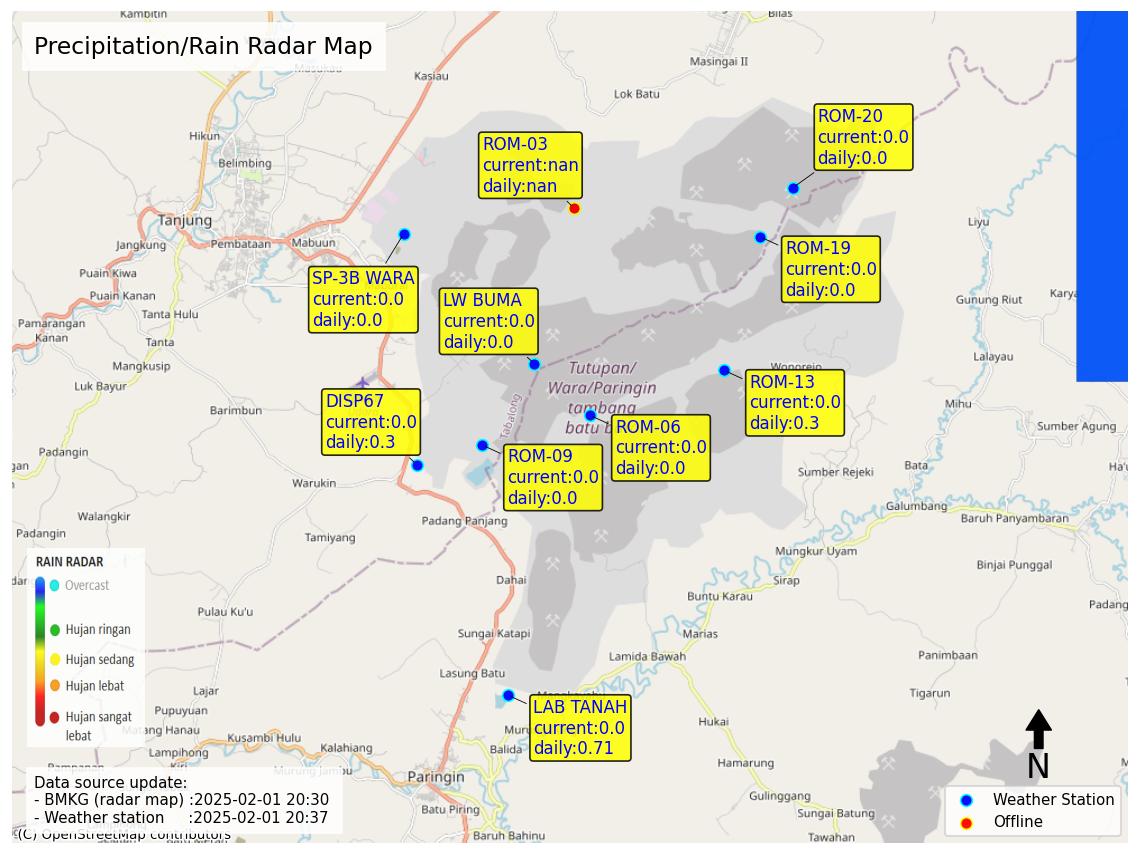 Kambitin
Bilas
Precipitation/Rain Radar Map
Masukau
Kasiau
Masingai II
Lok Batu
ROM-20
current:0.0
daily:0.0
Hikun
ROM-03
current:nan
daily:nan
Belimbing
Tanjung
Liyu
Jangkung
Pembataan
Mabuun
ROM-19
current:0.0
daily:0.0
Puain Kiwa
SP-3B WARA
current:0.0
daily:0.0
Puain Kanan
LW BUMA
current:0.0
daily:0.0
Gunung Riut
Karya
Tanta Hulu
Pamarangan
Kanan
Tanta
Lalayau
Mangkusip
Tutupan/
Wara/Paringin
tambang
batu b
Wonorejo
ROM-13
current:0.0
daily:0.3
Luk Bayur
DISP67
current:0.0
daily:0.3
Barimbun
Tabalong
Mihu
ROM-06
current:0.0
daily:0.0
Sumber Agung
Padangin
gan
ROM-09
current:0.0
daily:0.0
Bata
Sumber Rejeki
Warukin
Galumbang
Walangkir
Padang Panjang
Baruh Panyambaran
Padangin
Tamiyang
Mungkur Uyam
RAIN RADAR
Binjai Punggal
Overcast
Dahai
Sirap
Buntu Karau
Padang
Pulau Ku'u
Hujan ringan
Sungai Katapi
Marias
Hujan sedang
Lamida Bawah
Panimbaan
Lasung Batu
Hujan lebat
Lajar
Tigarun
Pupuyuan
LAB TANAH
current:0.0
daily:0.71
Hujan sangat
lebat
Hukai
Matang Hanau
Kusambi Hulu
Kalahiang
Balida
Lampihong
Hamarung
N
Murung Jambu
Paringin
Data source update:
- BMKG (radar map) :2025-02-01 20:30
- Weather station :2025-02-01 20:37
Gulinggang
Weather Station
Offline
Batu Piring
Sungai Batung
(C) OpenStreetMap contributors
Baruh Bahinu
Tawahan